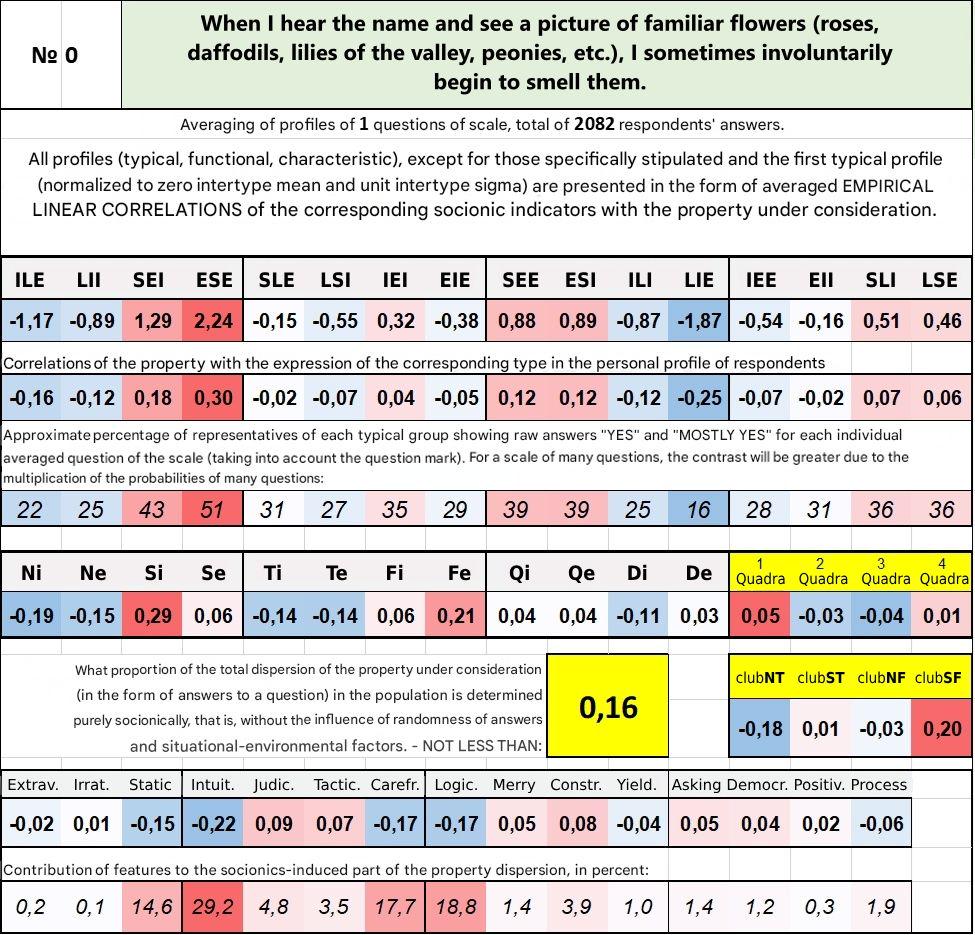 № 0
When I hear the name and see a picture of familiar flowers (roses,
daffodils, lilies of the valley, peonies, etc.), I sometimes involuntarily
begin to smell them.
Averaging of profiles of 1 questions of scale, total of 2082 respondents' answers.
All profiles (typical, functional, characteristic), except for those specifically stipulated and the first typical profile
(normalized to zero intertype mean and unit intertype sigma) are presented in the form of averaged EMPIRICAL
LINEAR CORRELATIONS of the corresponding socionic indicators with the property under consideration.
ILE LII SEI ESE SLE LSI IEI EIE SEE ESI ILI LIE IEE EII SLI LSE
-1,17 -0,89 1,29 2,24 -0,15 -0,55 0,32 -0,38 0,88 0,89 -0,87 -1,87 -0,54 -0,16 0,51 0,46
Correlations of the property with the expression of the corresponding type in the personal profile of respondents
-0,16 -0,12 0,18 0,30 -0,02 -0,07 0,04 -0,05 0,12 0,12 -0,12 -0,25 -0,07 -0,02 0,07 0,06
Approximate percentage of representatives of each typical group showing raw answers "YES" and "MOSTLY YES" for each individual
averaged question of the scale (taking into account the question mark). For a scale of many questions, the contrast will be greater due to the
multiplication of the probabilities of many questions:
22 25 43 51 31 27 35 29 39 39 25 16 28 31 36 36
Ni Ne Si Se Ti Te Fi Fe Qi Qe Di De 1 Quadra 2 Quadra 3 Quadra 4 Quadra
-0,19 -0,15 0,29 0,06 -0,14 -0,14 0,06 0,21 0,04 0,04 -0,11 0,03 0,05 -0,03 -0,04 0,01
What proportion of the total dispersion of the property under consideration
(in the form of answers to a question) in the population is determined
purely socionically, that is, without the influence of randomness of answers
and situational-environmental factors. - NOT LESS THAN:
0,16
clubNT clubST clubNF clubSF
-0,18 0,01 -0,03 0,20
Extrav. Irrat. Static Intuit. Judic. Tactic. Carefr. Logic. Merry Constr. Yield. Asking Democr. Positiv. Process
-0,02 0,01 -0,15 -0,22 0,09 0,07 -0,17 -0,17 0,05 0,08 -0,04 0,05 0,04 0,02 -0,06
Contribution of features to the socionics-induced part of the property dispersion, in percent:
0,2 0,1 14,6 29,2 4,8 3,5 17,7 18,8 1,4 3,9 1,0 1,4 1,2 0,3 1,9